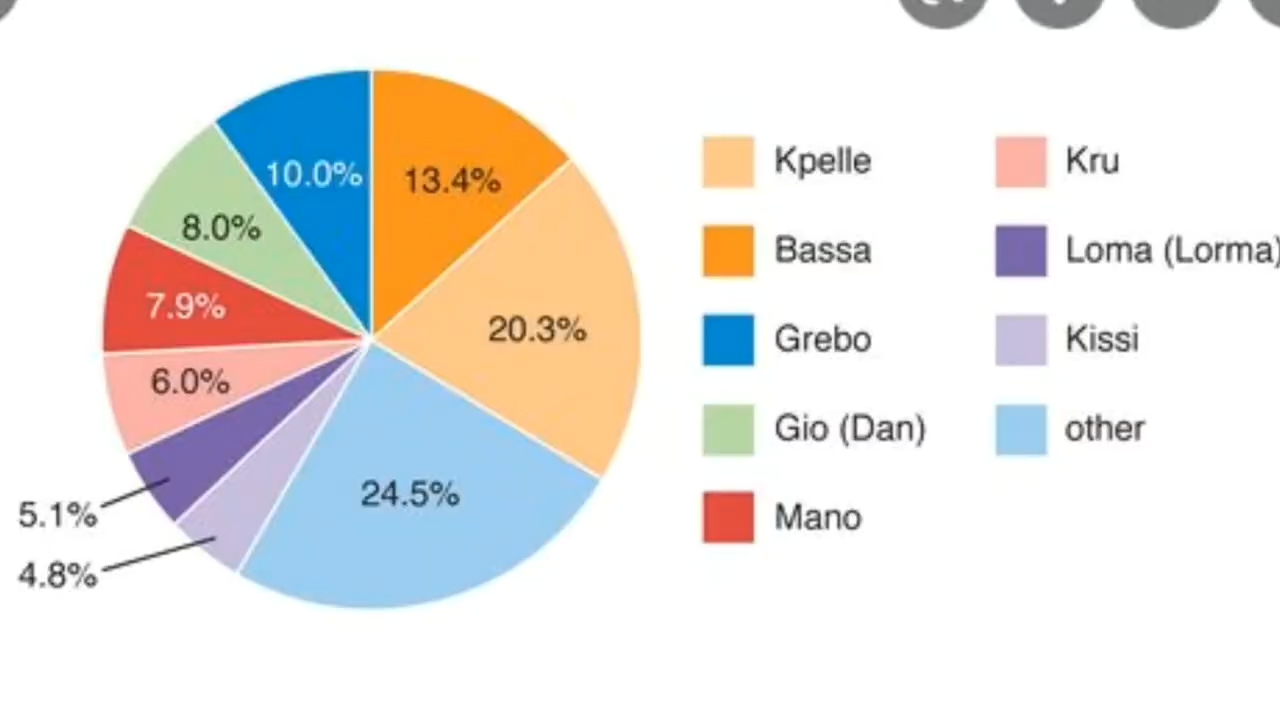 10.0%
13.4%
8.0%
7.9%
20.3%
6.0%
24.5%
5.1%
4.8%
Kpelle
Bassa
Grebo
Gio (Dan)
Mano
Kru
Loma (Lorma)
Kissi
other